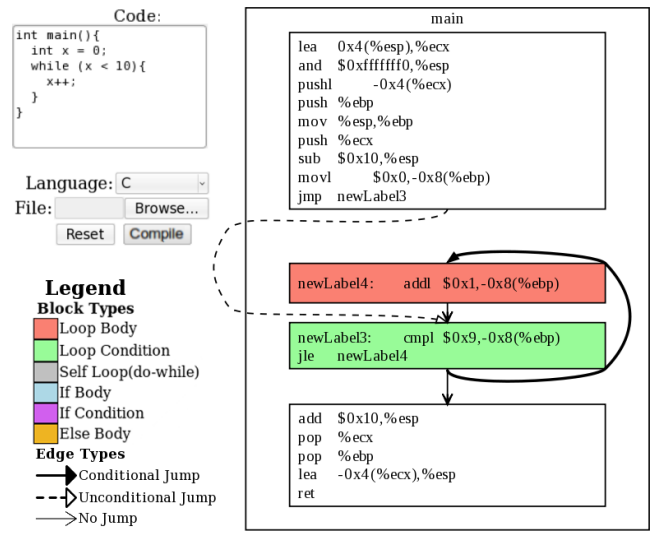 Code:
int main(){
  int x = 0;
  while (x < 10){
    x++;
  }
}
Language: C
File: Browse...
Reset Compile
Legend
Block Types
Loop Body
Loop Condition
Self Loop(do-while)
If Body
If Condition
Else Body
Edge Types
Conditional Jump
Unconditional Jump
No Jump
main
lea 0x4(%esp),%ecx
and $0xfffffff0,%esp
pushl -0x4(%ecx)
push %ebp
mov %esp,%ebp
push %ecx
sub $0x10,%esp
movl $0x0,-0x8(%ebp)
jmp newLabel3
newLabel4: addl $0x1,-0x8(%ebp)
newLabel3: cmpl $0x9,-0x8(%ebp)
jle newLabel4
add $0x10,%esp
pop %ecx
pop %ebp
lea -0x4(%ecx),%esp
ret